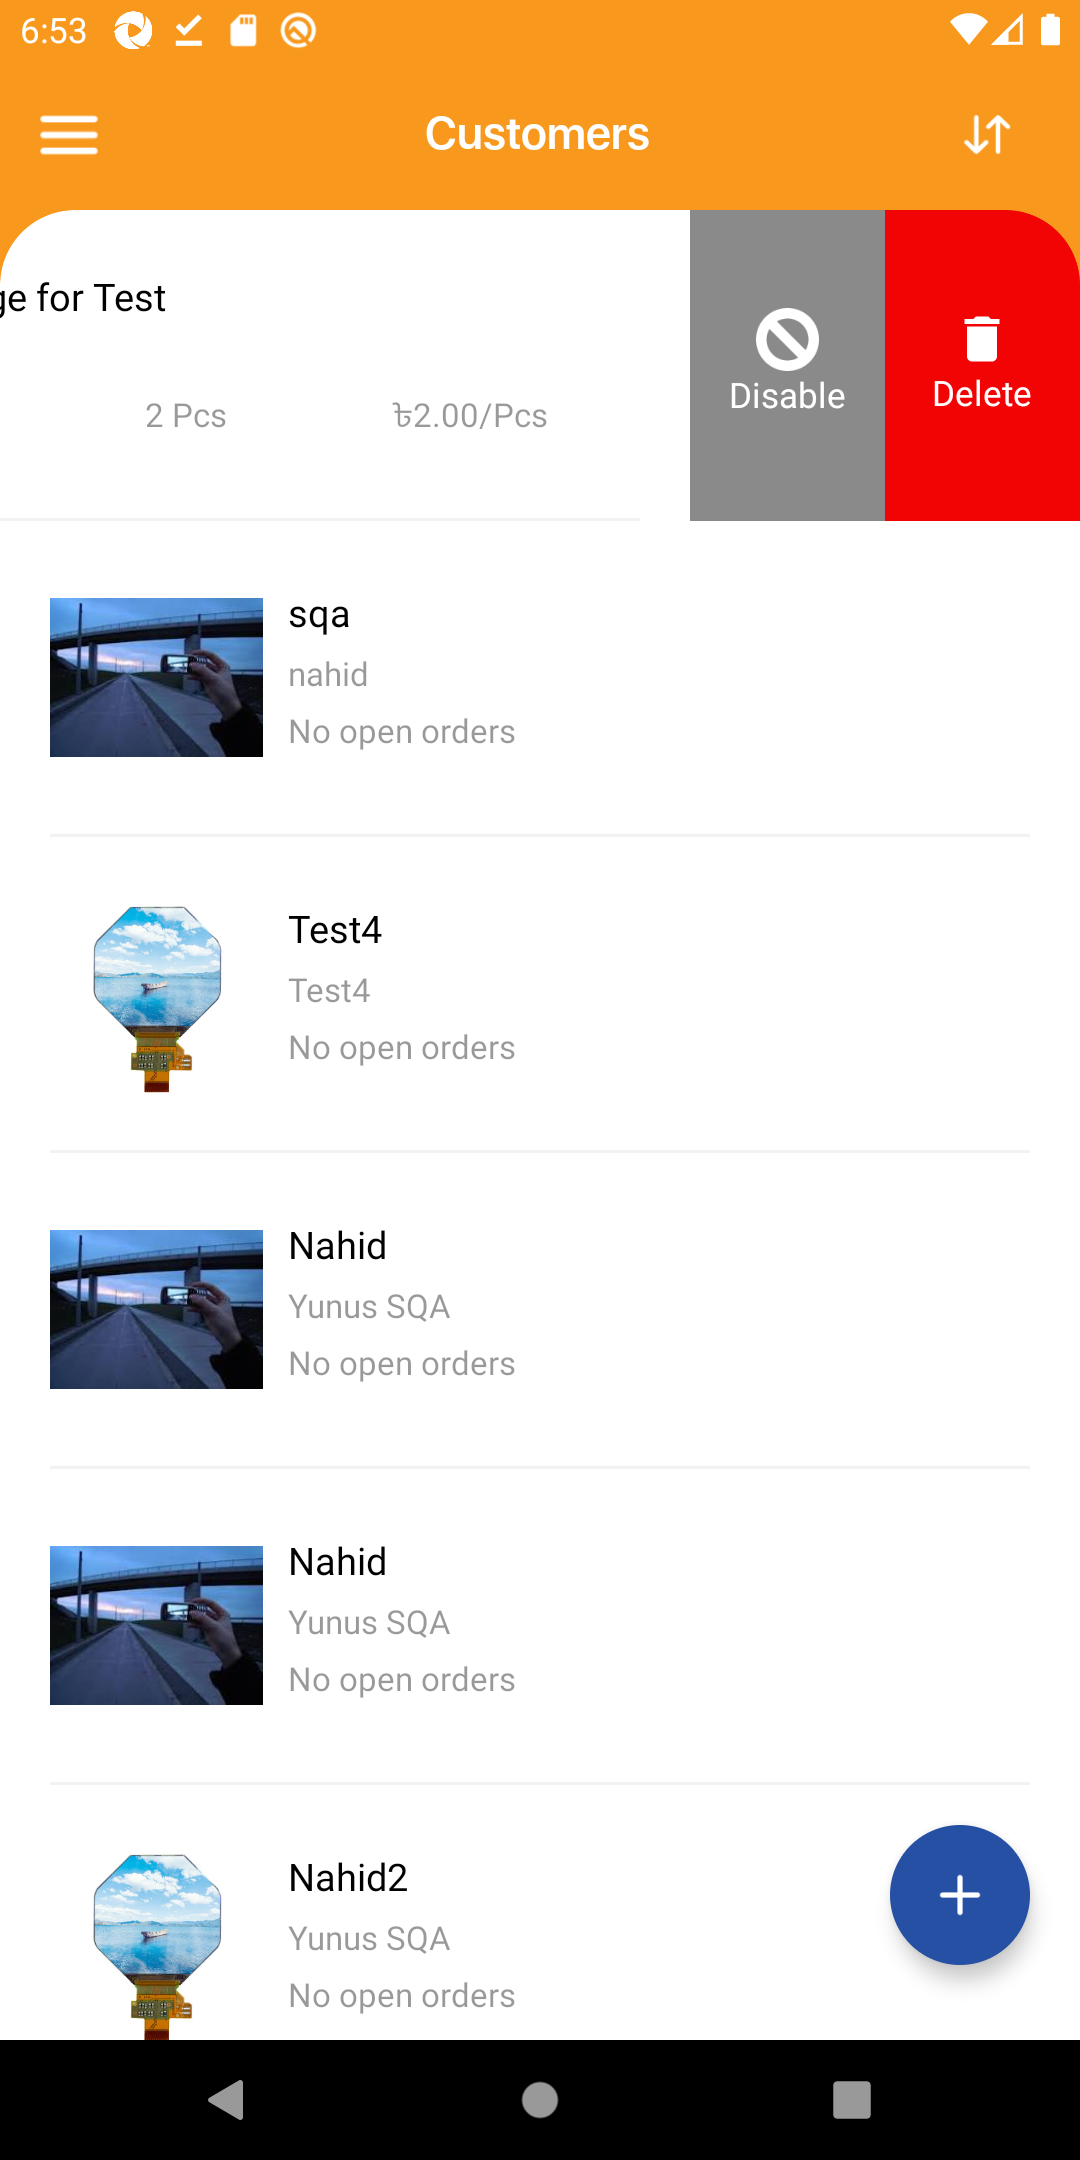 6:53
Customers
for Test
2 Pcs
৳2.00/Pcs
Disable
Delete
sqa
nahid
No open orders
Test4
Test4
No open orders
Nahid
Yunus SQA
No open orders
Nahid
Yunus SQA
No open orders
Nahid2
Yunus SQA
No open orders